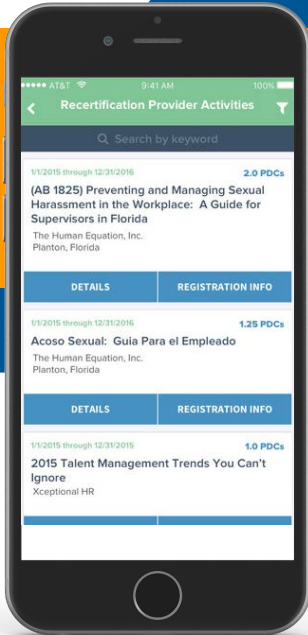 AT&T 9:41 AM 100%
Recertification Provider Activities
Search by keyword
1/1/2015 through 12/31/2016 2.0 PDCs
(AB 1825) Preventing and Managing Sexual
Harassment in the Workplace: A Guide for
Supervisors in Florida
The Human Equation, Inc.
Planton, Florida
DETAILS REGISTRATION INFO
1/1/2015 through 12/31/2016 1.25 PDCs
Acoso Sexual: Guia Para el Empleado
The Human Equation, Inc.
Planton, Florida
DETAILS REGISTRATION INFO
1/1/2015 through 12/31/2015 1.0 PDCs
2015 Talent Management Trends You Can't
Ignore
Xceptional HR